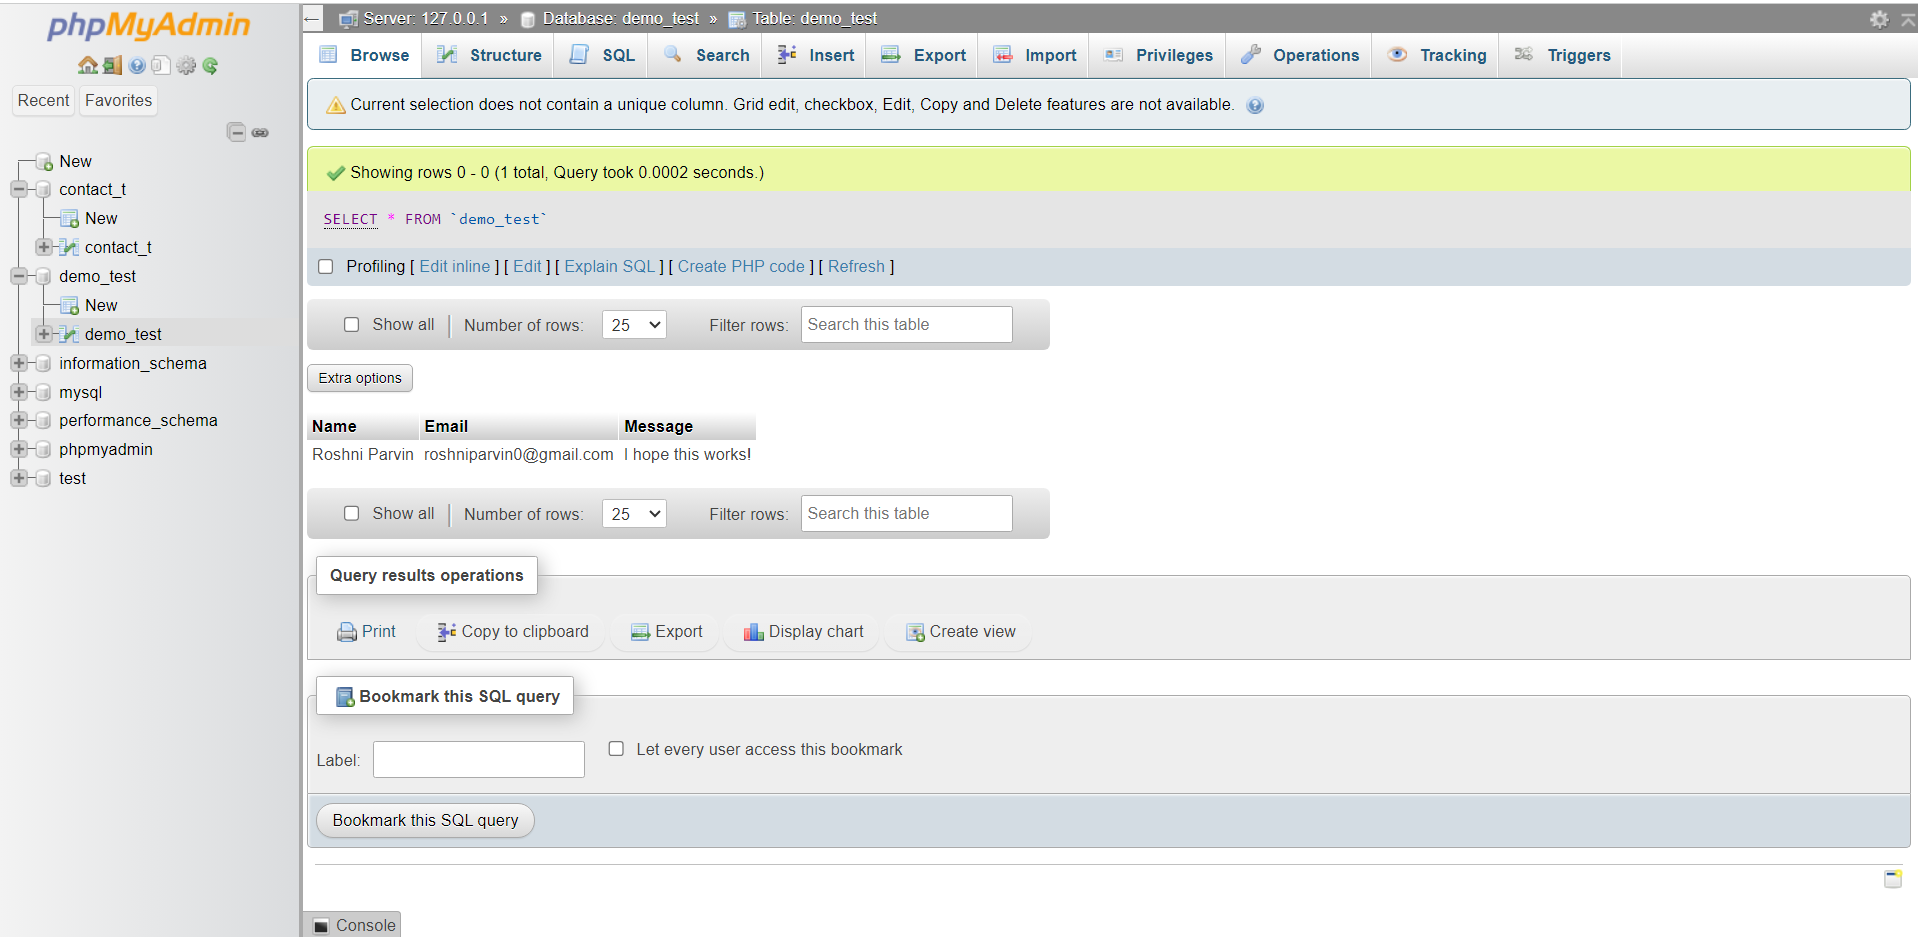 phpMyAdmin
Recent Favorites
New
contact_t
New
contact_t
demo_test
New
demo_test
information_schema
mysql
performance_schema
phpmyadmin
test
Server: 127.0.0.1 » Database: demo_test » Table: demo_test
Browse Structure SQL Search Insert Export Import Privileges Operations Tracking Triggers
Current selection does not contain a unique column. Grid edit, checkbox, Edit, Copy and Delete features are not available.
Showing rows 0 - 0 (1 total, Query took 0.0002 seconds.)
SELECT * FROM `demo_test`
Profiling [ Edit inline ] [ Edit ] [ Explain SQL ] [ Create PHP code ] [ Refresh ]
Show all Number of rows: 25 Filter rows: Search this table
Extra options
Name Email Message
Roshni Parvin roshniparvin0@gmail.com I hope this works!
Show all Number of rows: 25 Filter rows: Search this table
Query results operations
Print Copy to clipboard Export Display chart Create view
Bookmark this SQL query
Label: Let every user access this bookmark
Bookmark this SQL query
Console